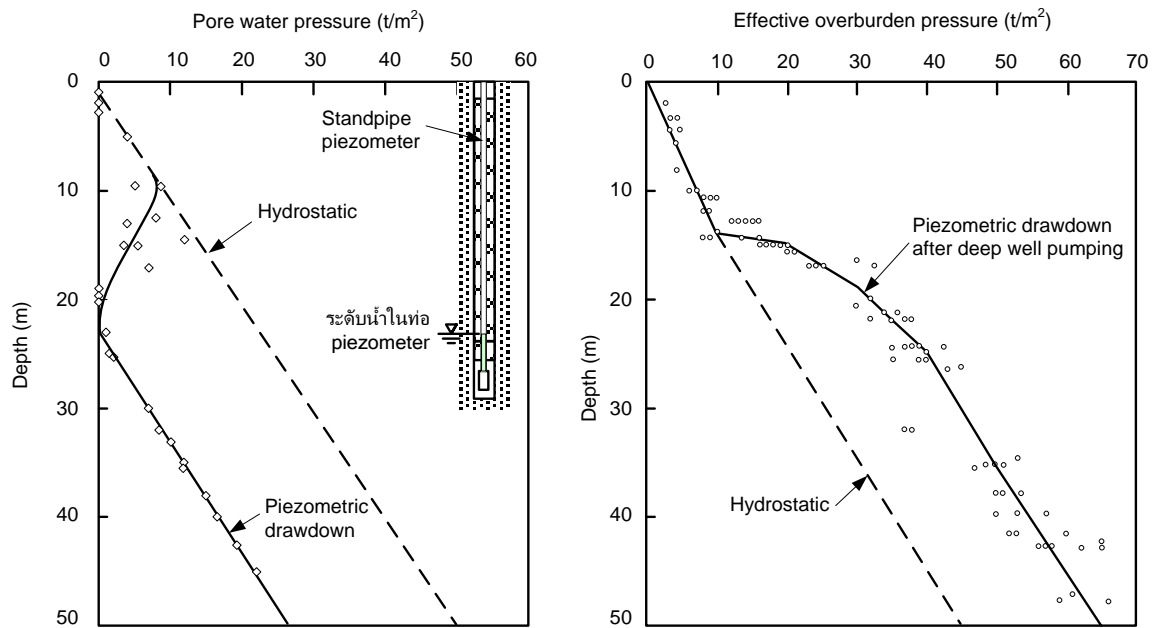 Pore water pressure (t/m²)
0 10 20 30 40 50 60
0
10
20
30
40
50
Depth (m)
Standpipe
piezometer
Hydrostatic
ระดับน้ำในท่อ
piezometer
Piezometric
drawdown
Effective overburden pressure (t/m²)
0 10 20 30 40 50 60 70
0
10
20
30
40
50
Depth (m)
Piezometric drawdown
after deep well pumping
Hydrostatic